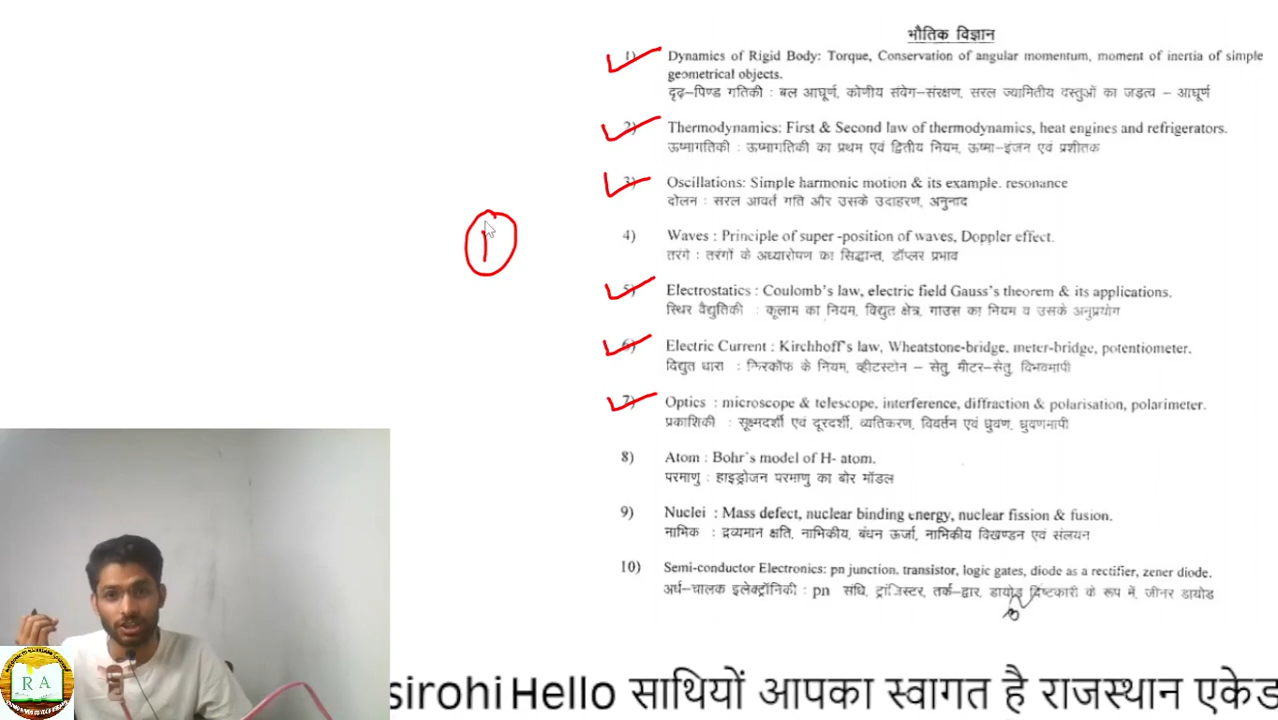 भौतिक विज्ञान
1) Dynamics of Rigid Body: Torque, Conservation of angular momentum, moment of inertia of simple
geometrical objects.
दृढ़–पिण्ड गतिकी : बल आघूर्ण, कोणीय संवेग–संरक्षण, सरल ज्यामितीय वस्तुओं का जड़त्व – आघूर्ण
2) Thermodynamics: First & Second law of thermodynamics, heat engines and refrigerators.
ऊष्मागतिकी : ऊष्मागतिकी का प्रथम एवं द्वितीय नियम, ऊष्मा–इंजन एवं प्रशीतक
3) Oscillations: Simple harmonic motion & its example. resonance
दोलन : सरल आवर्त गति और उसके उदाहरण, अनुनाद
1
4) Waves : Principle of super -position of waves, Doppler effect.
तरंगे : तरंगों के अध्यारोपण का सिद्धान्त, डॉप्लर प्रभाव
5) Electrostatics : Coulomb's law, electric field Gauss's theorem & its applications.
स्थिर वैद्युतिकी : कूलाम का नियम, विद्युत क्षेत्र, गाउस का नियम व उसके अनुप्रयोग
6) Electric Current : Kirchhoff's law, Wheatstone-bridge, meter-bridge, potentiometer.
विद्युत धारा : किरकॉफ के नियम, व्हीटस्टोन – सेतु, मीटर–सेतु, विभवमापी
7) Optics : microscope & telescope, interference, diffraction & polarisation, polarimeter.
प्रकाशिकी : सूक्ष्मदर्शी एवं दूरदर्शी, व्यतिकरण, विवर्तन एवं ध्रुवण, ध्रुवणमापी
8) Atom : Bohr's model of H- atom.
परमाणु : हाइड्रोजन परमाणु का बोर मॉडल
9) Nuclei : Mass defect, nuclear binding energy, nuclear fission & fusion.
नाभिक : द्रव्यमान क्षति, नाभिकीय, बंधन ऊर्जा, नाभिकीय विखण्डन एवं संलयन
10) Semi-conductor Electronics: pn junction, transistor, logic gates, diode as a rectifier, zener diode.
अर्ध–चालक इलेक्ट्रॉनिकी : pn संधि, ट्रांजिस्टर, तर्क–द्वार, डायोड दिष्टकारी के रूप में, जीनर डायोड
R A
sirohi Hello साथियों आपका स्वागत है राजस्थान एकेड